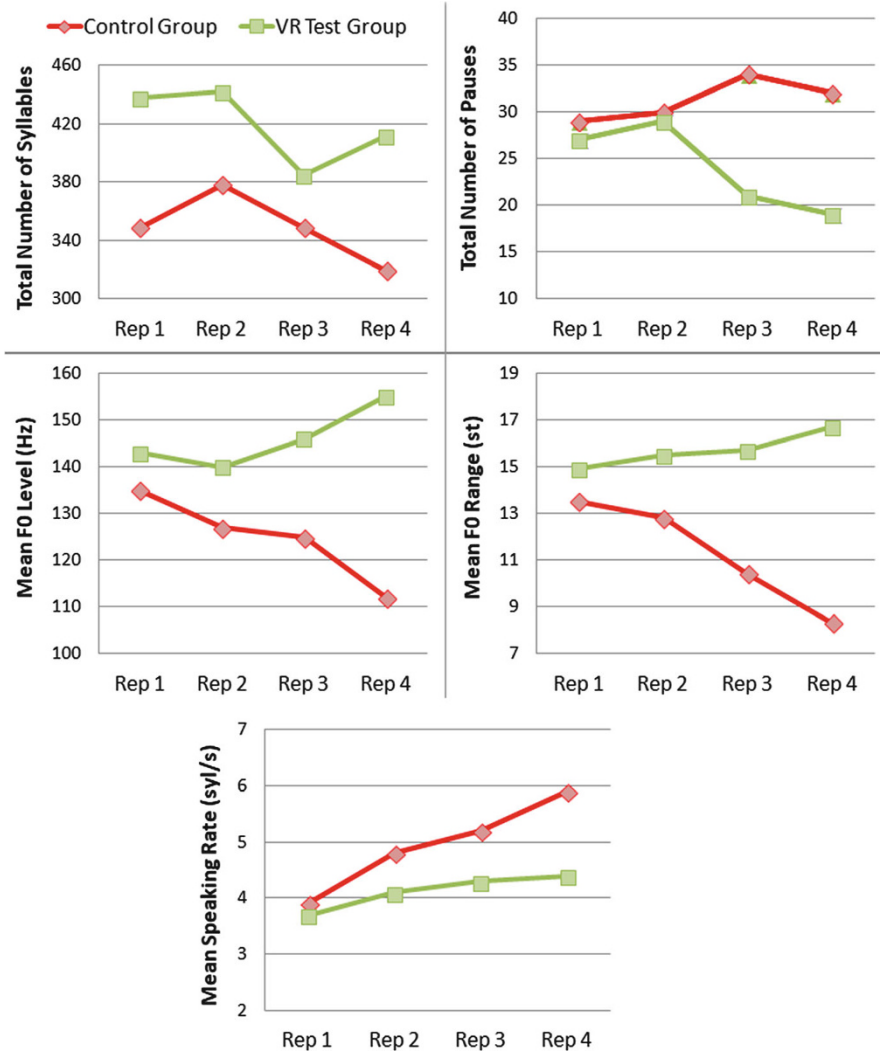 Control Group VR Test Group
Total Number of Syllables
460
420
380
340
300
Rep 1 Rep 2 Rep 3 Rep 4
Total Number of Pauses
40
35
30
25
20
15
10
Rep 1 Rep 2 Rep 3 Rep 4
Mean F0 Level (Hz)
160
150
140
130
120
110
100
Rep 1 Rep 2 Rep 3 Rep 4
Mean F0 Range (st)
19
17
15
13
11
9
7
Rep 1 Rep 2 Rep 3 Rep 4
Mean Speaking Rate (syl/s)
7
6
5
4
3
2
Rep 1 Rep 2 Rep 3 Rep 4